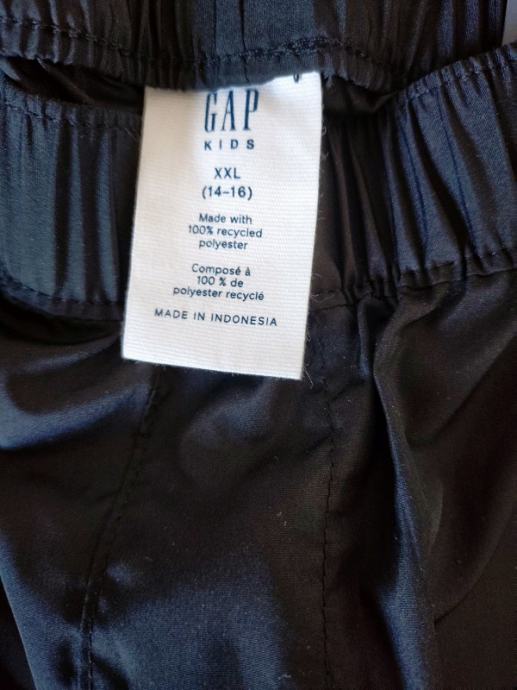 GAP
KIDS
XXL
(14-16)
Made with
100% recycled
polyester
Composé à
100 % de
polyester recyclé
MADE IN INDONESIA